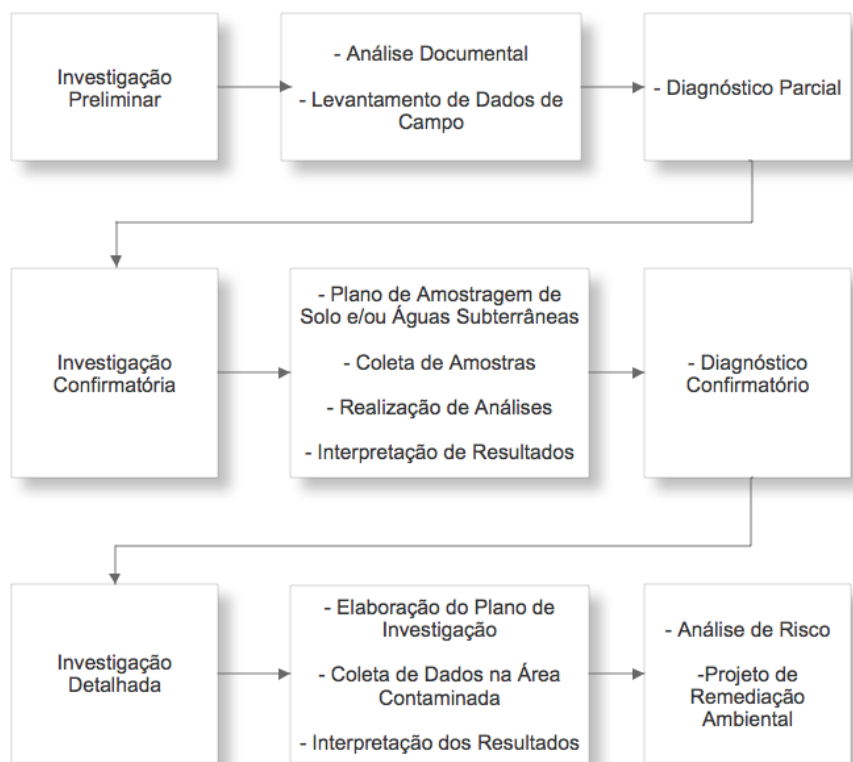 Investigação
Preliminar
- Análise Documental
- Levantamento de Dados de
Campo
- Diagnóstico Parcial
Investigação
Confirmatória
- Plano de Amostragem de
Solo e/ou Águas Subterrâneas
- Coleta de Amostras
- Realização de Análises
- Interpretação de Resultados
- Diagnóstico
Confirmatório
Investigação
Detalhada
- Elaboração do Plano de
Investigação
- Coleta de Dados na Área
Contaminada
- Interpretação dos Resultados
- Análise de Risco
-Projeto de
Remediação
Ambiental